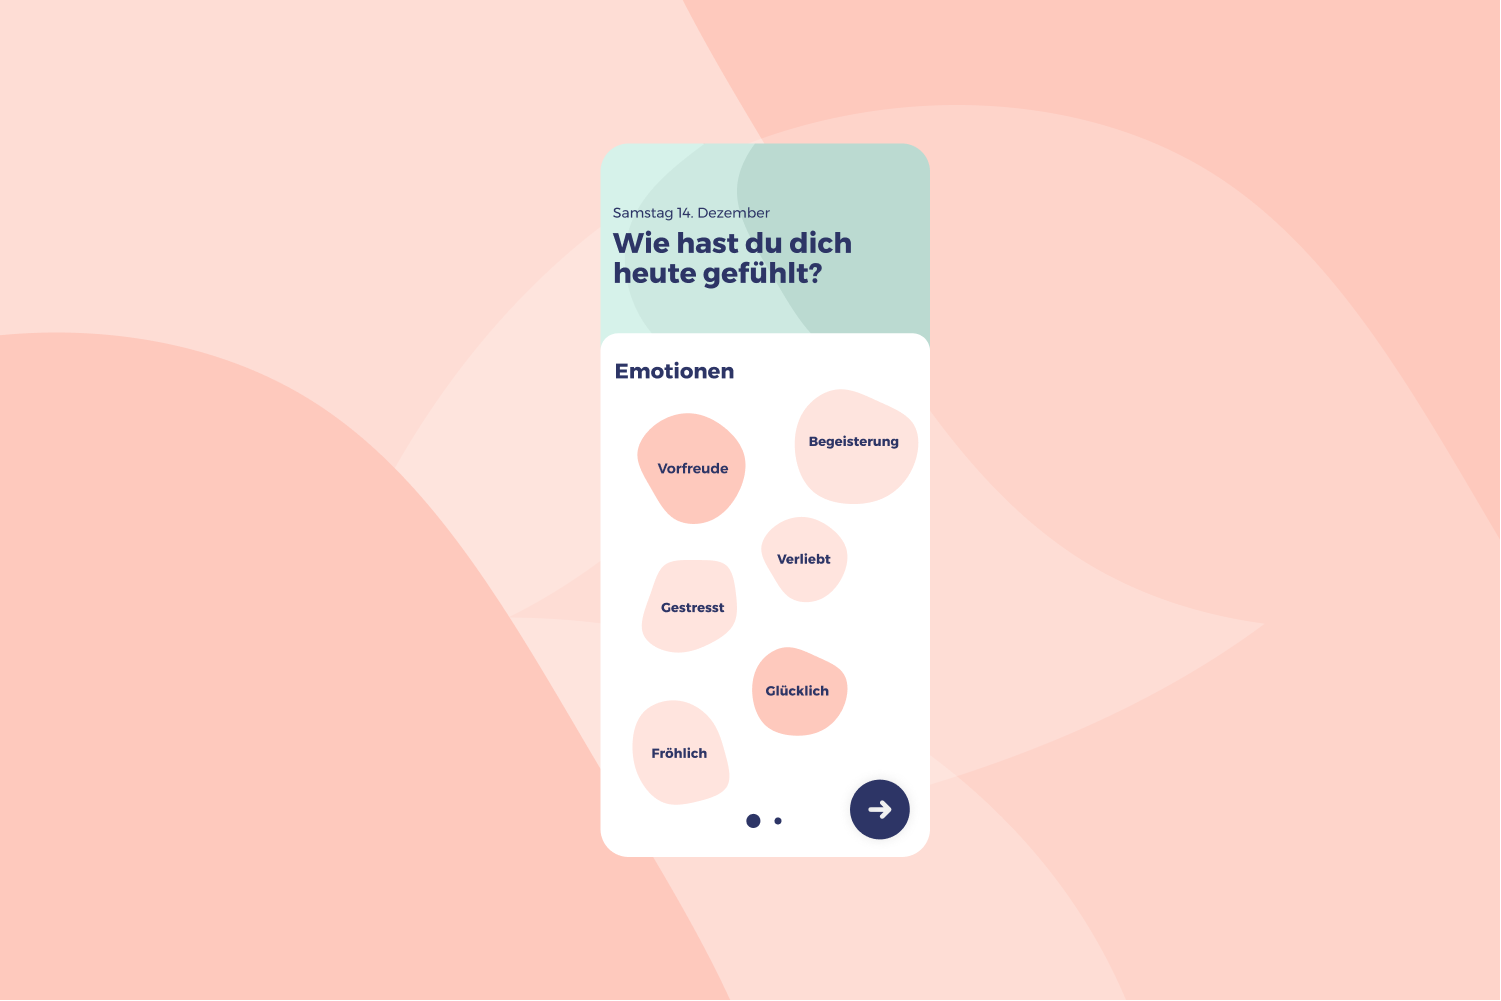 Samstag 14. Dezember
Wie hast du dich
heute gefühlt?
Emotionen
Vorfreude
Begeisterung
Verliebt
Gestresst
Glücklich
Fröhlich